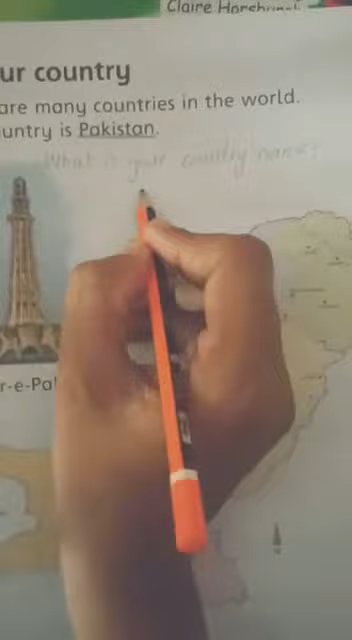 Claire
ur country
are many countries in the world.
untry is Pakistan.
What is your country name?
r-e-Pa